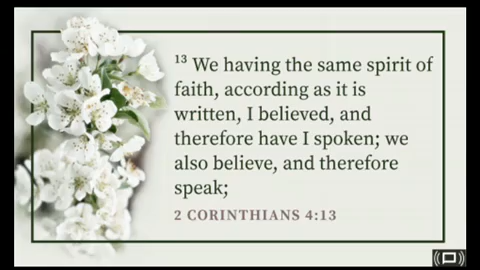 ¹³ We having the same spirit of
faith, according as it is
written, I believed, and
therefore have I spoken; we
also believe, and therefore
speak;
2 CORINTHIANS 4:13